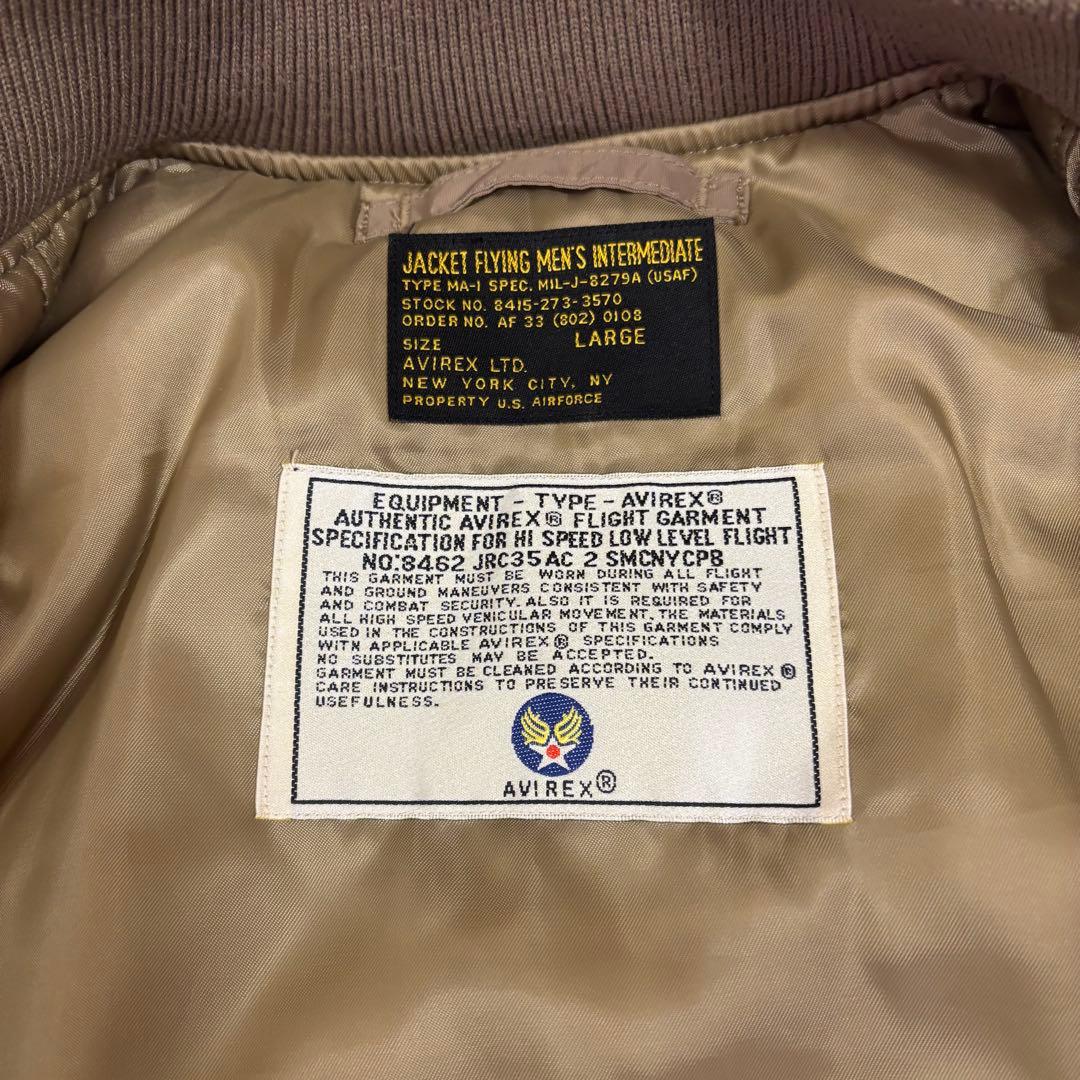 JACKET FLYING MEN'S INTERMEDIATE
TYPE MA-1 SPEC. MIL-J-8279A (USAF)
STOCK NO. 8415-273-3570
ORDER NO. AF 33 (802) 0108
SIZE LARGE
AVIREX LTD.
NEW YORK CITY, NY
PROPERTY U.S. AIRFORCE
EQUIPMENT - TYPE - AVIREX®
AUTHENTIC AVIREX® FLIGHT GARMENT
SPECIFICATION FOR HI SPEED LOW LEVEL FLIGHT
NO:8462 JRC35AC 2 SMCNYCPB
THIS GARMENT MUST BE WORN DURING ALL FLIGHT
AND GROUND MANEUVERS CONSISTENT WITH SAFETY
AND COMBAT SECURITY. ALSO IT IS REQUIRED FOR
ALL HIGH SPEED VENICULAR MOVEMENT, THE MATERIALS
USED IN THE CONSTRUCTIONS OF THIS GARMENT COMPLY
WITN APPLICABLE AVIREX® SPECIFICATIONS
NO SUBSTITUTES MAY BE ACCEPTED.
GARMENT MUST BE CLEANED ACCORDING TO AVIREX®
CARE INSTRUCTIONS TO PRESERVE THEIR CONTINUED
USEFULNESS.
AVIREX®